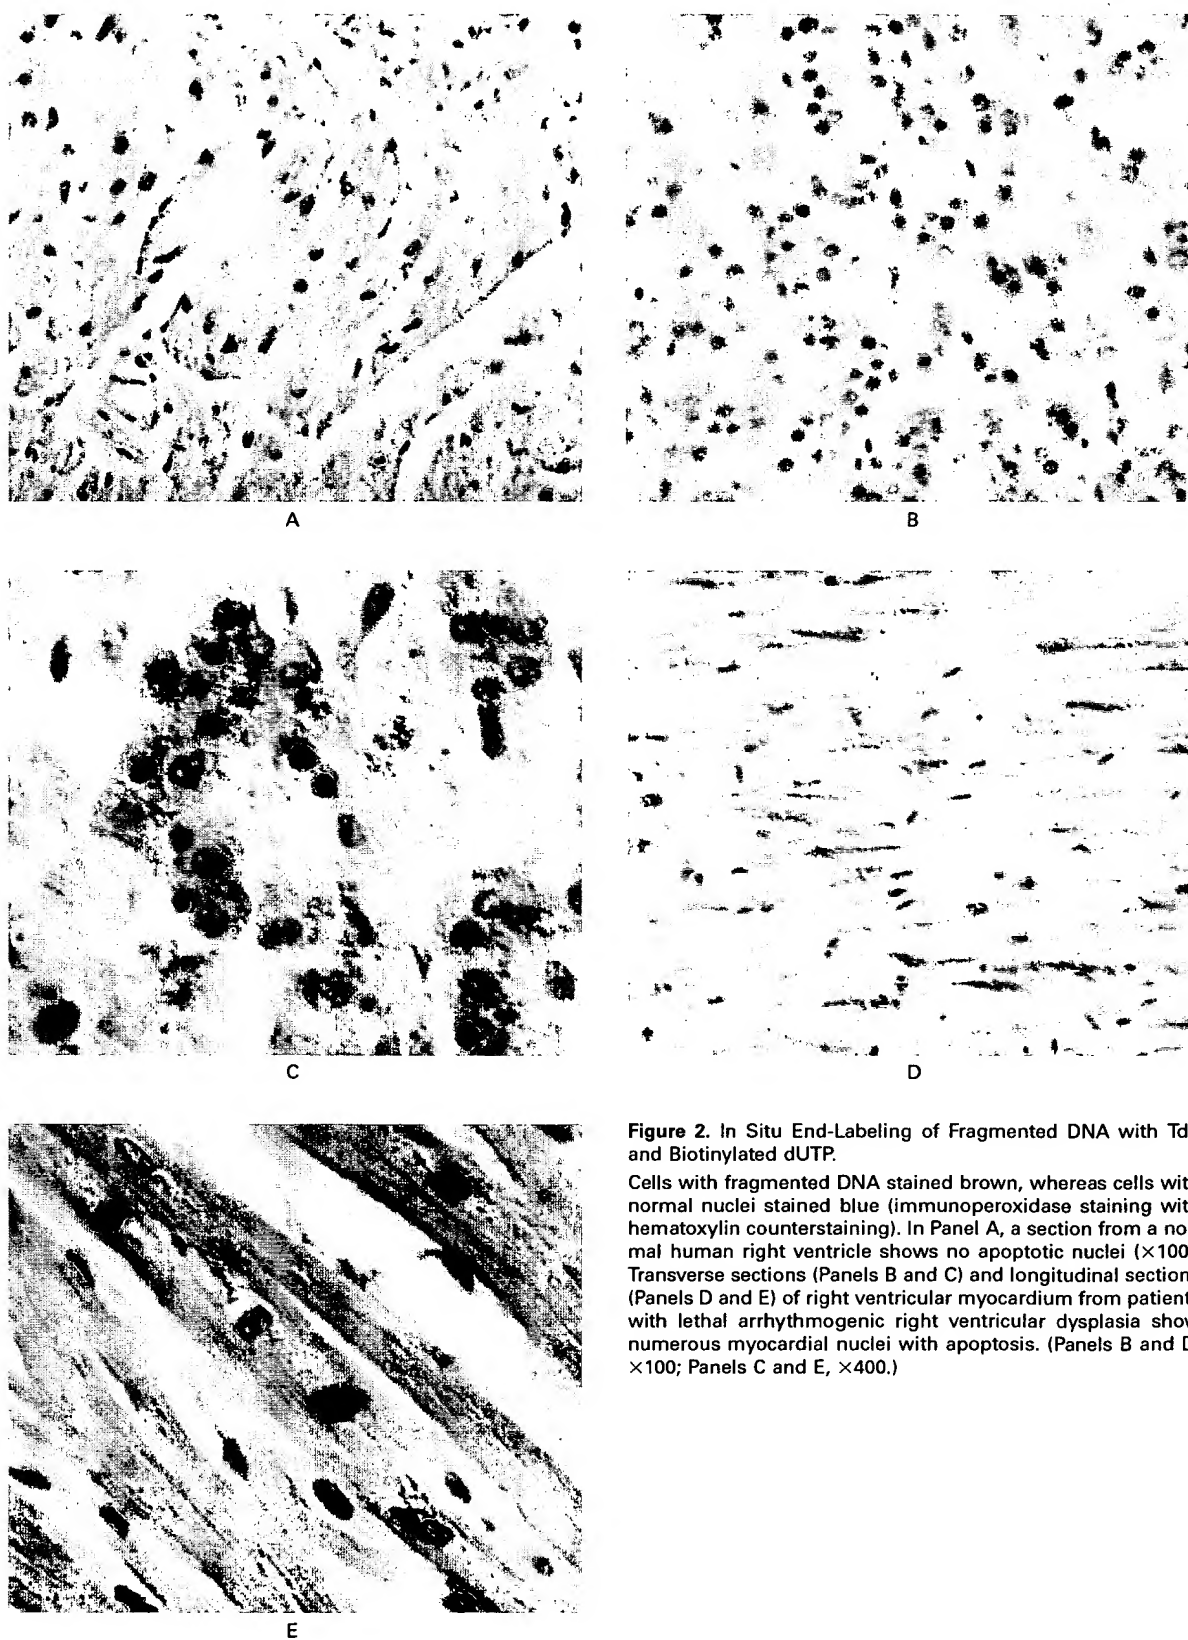 A
B
C
D
E
Figure 2. In Situ End-Labeling of Fragmented DNA with Td
and Biotinylated dUTP.
Cells with fragmented DNA stained brown, whereas cells wit
normal nuclei stained blue (immunoperoxidase staining wit
hematoxylin counterstaining). In Panel A, a section from a no
mal human right ventricle shows no apoptotic nuclei (×100
Transverse sections (Panels B and C) and longitudinal section
(Panels D and E) of right ventricular myocardium from patient
with lethal arrhythmogenic right ventricular dysplasia sho
numerous myocardial nuclei with apoptosis. (Panels B and D
×100; Panels C and E, ×400.)